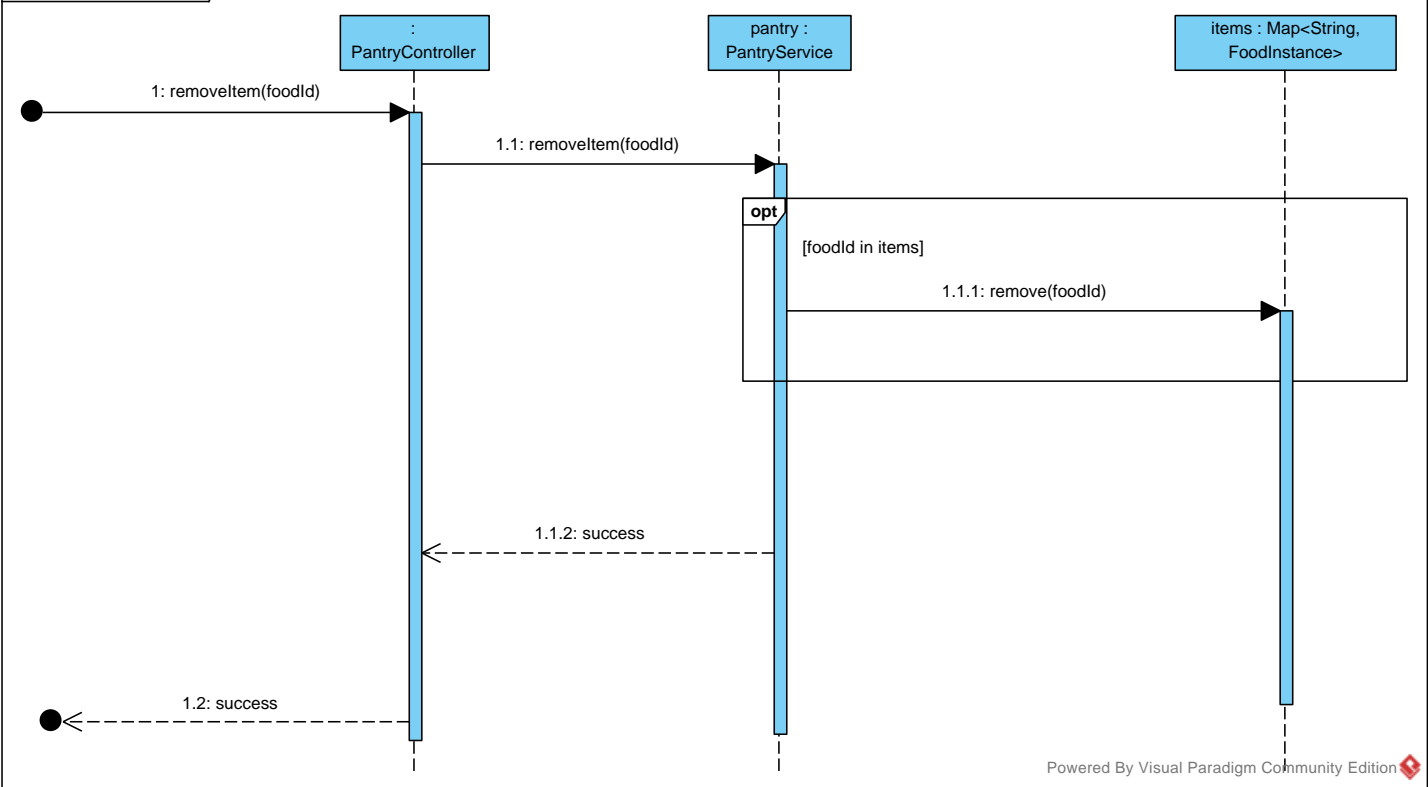 :
PantryController
pantry :
PantryService
items : Map<String,
FoodInstance>
1: removeItem(foodId)
1.1: removeItem(foodId)
opt
[foodId in items]
1.1.1: remove(foodId)
1.1.2: success
1.2: success
Powered By Visual Paradigm Community Edition